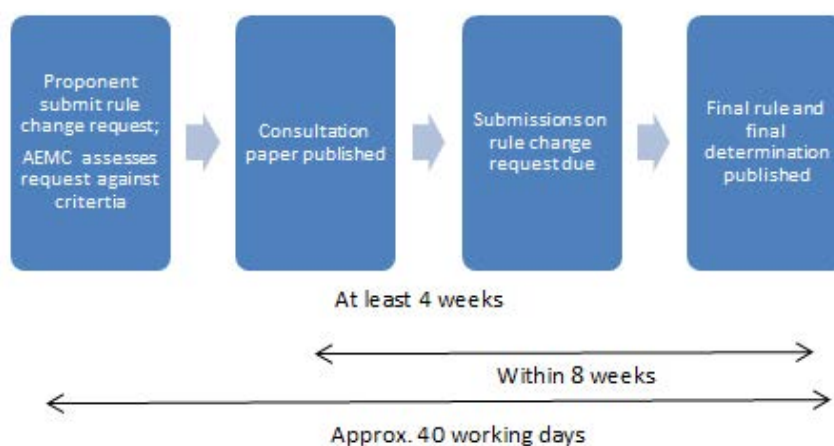 Proponent
submit rule
change request;
AEMC assesses
request against
critertia
Consultation
paper published
Submissions on
rule change
request due
Final rule and
final
determination
published
At least 4 weeks
Within 8 weeks
Approx. 40 working days